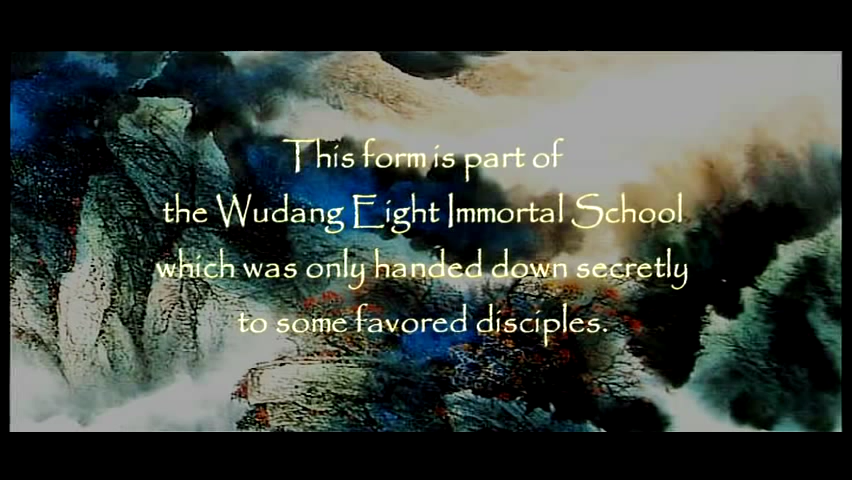 This form is part of
the Wudang Eight Immortal School
which was only handed down secretly
to some favored disciples.